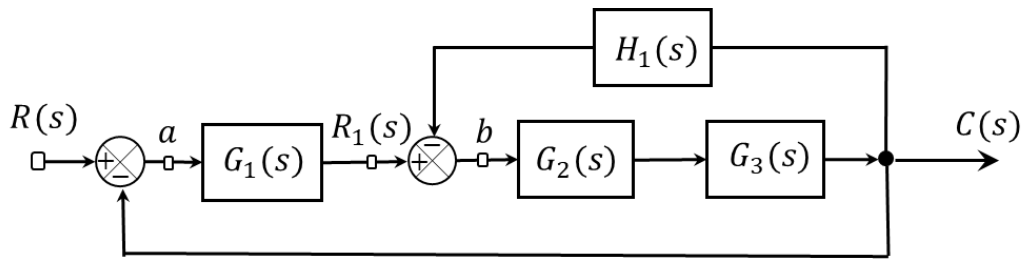 H₁(s)
R(s)
a
R₁(s)
b
C(s)
+
−
G₁(s)
+
−
G₂(s)
G₃(s)